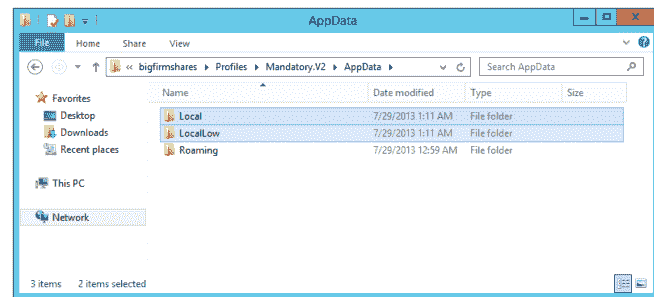 AppData
File Home Share View
« bigfirmshares ▸ Profiles ▸ Mandatory.V2 ▸ AppData ▸ Search AppData
Name Date modified Type Size
Favorites
Desktop
Downloads
Recent places
This PC
Network
Local 7/29/2013 1:11 AM File folder
LocalLow 7/29/2013 1:11 AM File folder
Roaming 7/29/2013 12:59 AM File folder
3 items 2 items selected